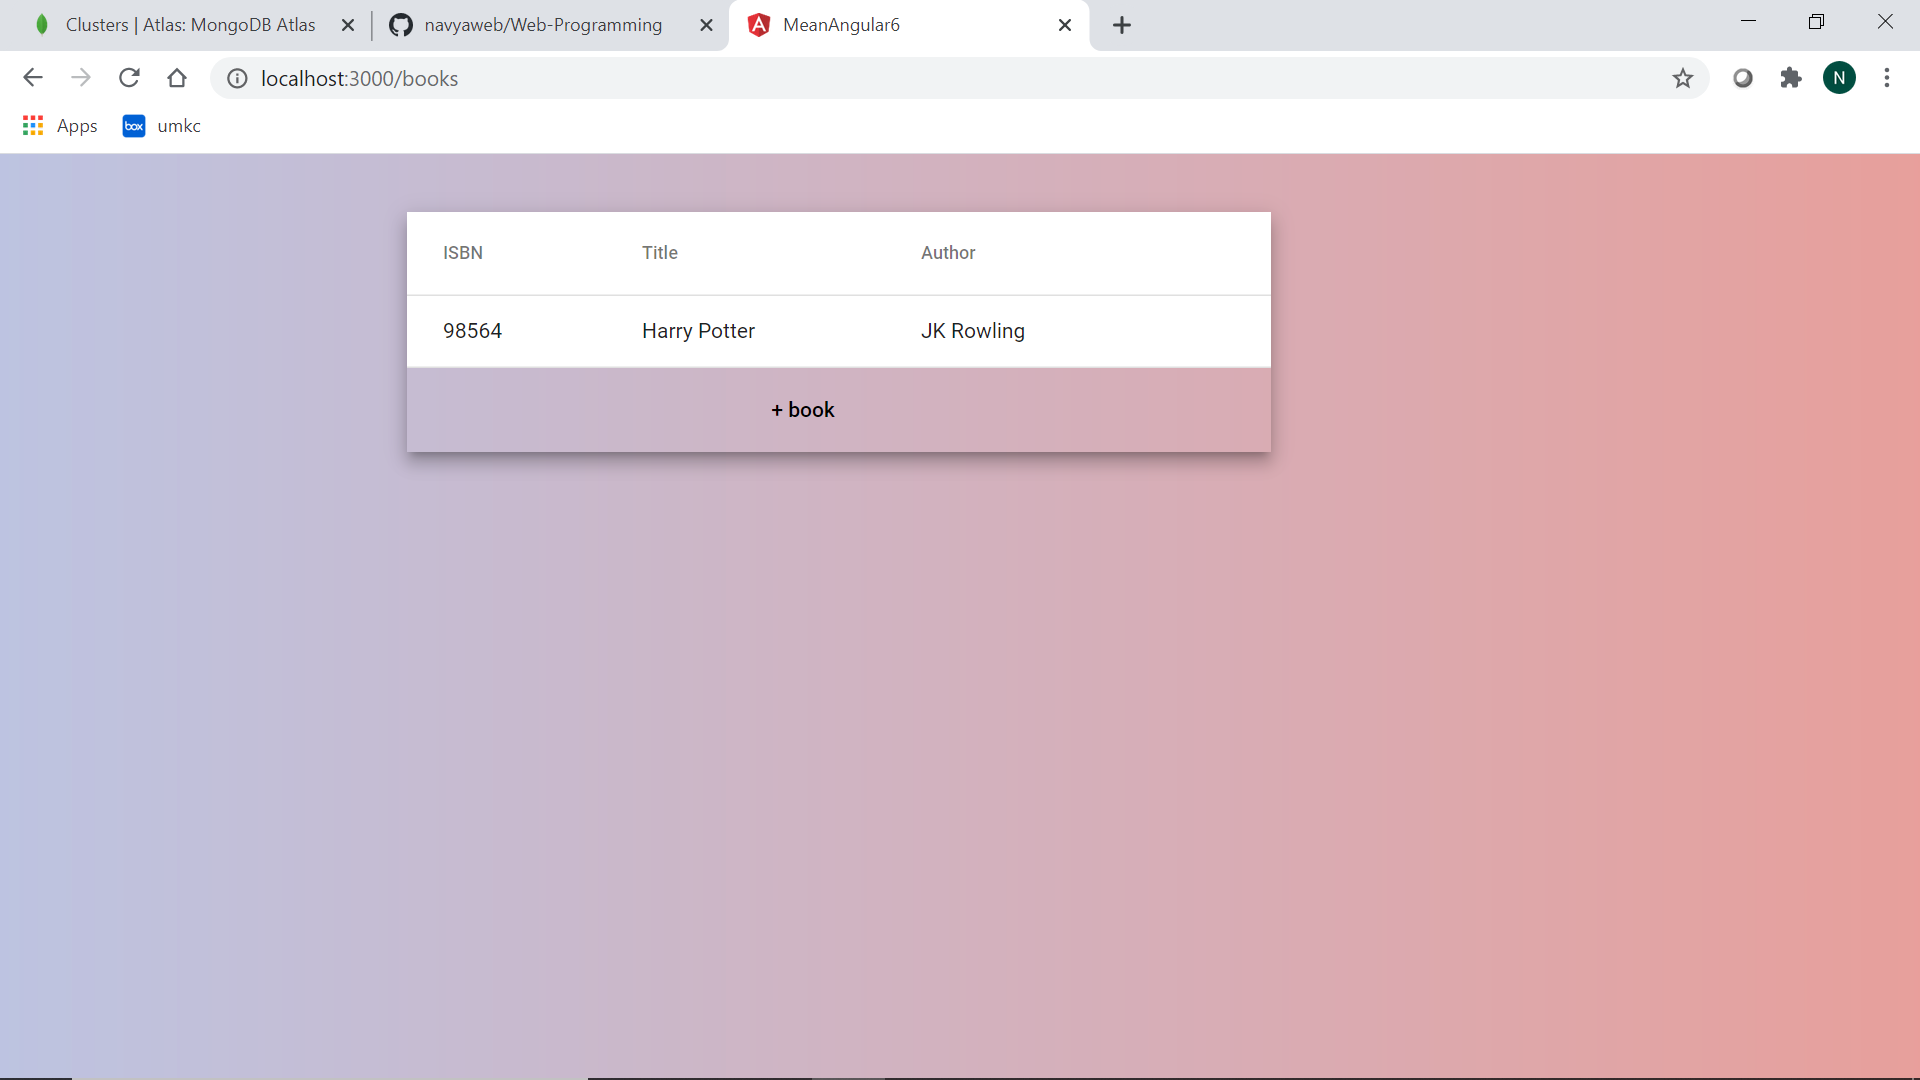 Clusters | Atlas: MongoDB Atlas
navyaweb/Web-Programming
MeanAngular6
localhost:3000/books
N
Apps
box
umkc
ISBN Title Author
98564 Harry Potter JK Rowling
+ book